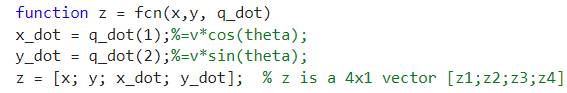 function z = fcn(x,y, q_dot)
x_dot = q_dot(1);%=v*cos(theta);
y_dot = q_dot(2);%=v*sin(theta);
z = [x; y; x_dot; y_dot];  % z is a 4x1 vector [z1;z2;z3;z4]